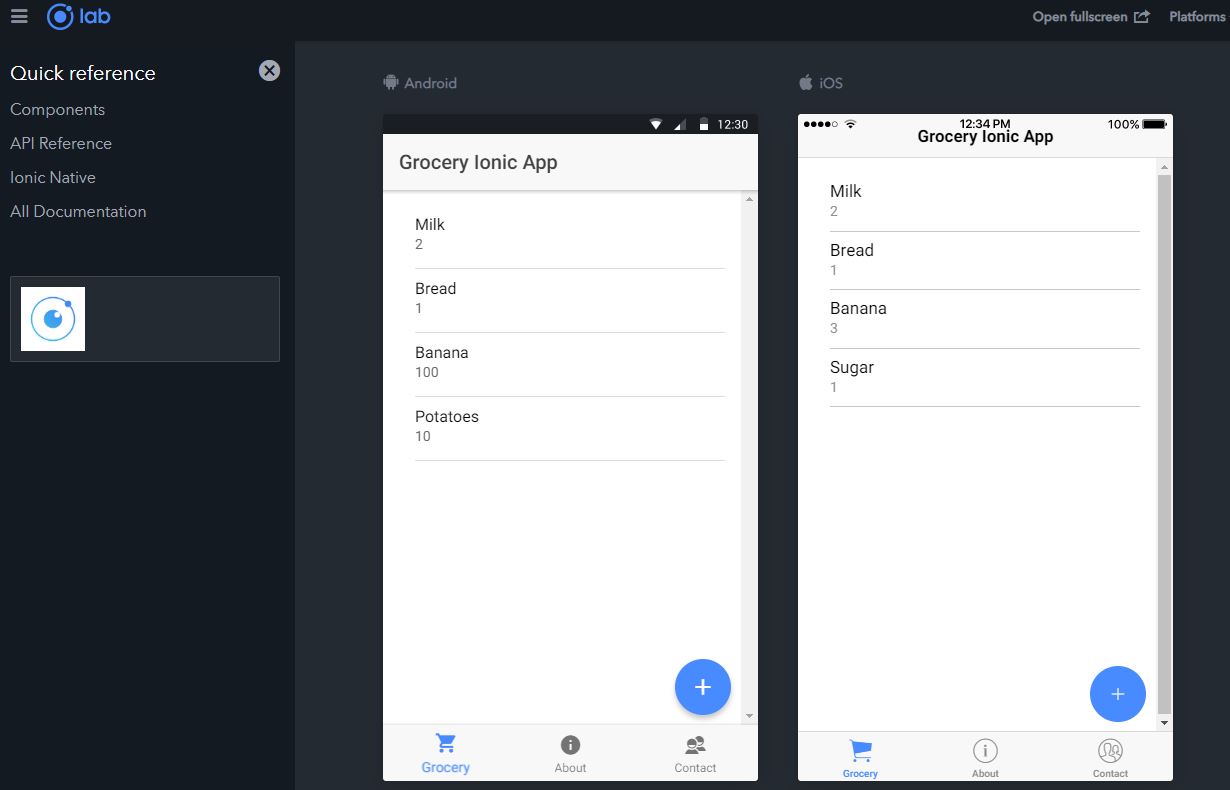 lab
Open fullscreen
Platforms
Quick reference
Components
API Reference
Ionic Native
All Documentation
Android
12:30
Grocery Ionic App
Milk
2
Bread
1
Banana
100
Potatoes
10
+
Grocery
About
Contact
iOS
12:34 PM
100%
Grocery Ionic App
Milk
2
Bread
1
Banana
3
Sugar
1
+
Grocery
About
Contact